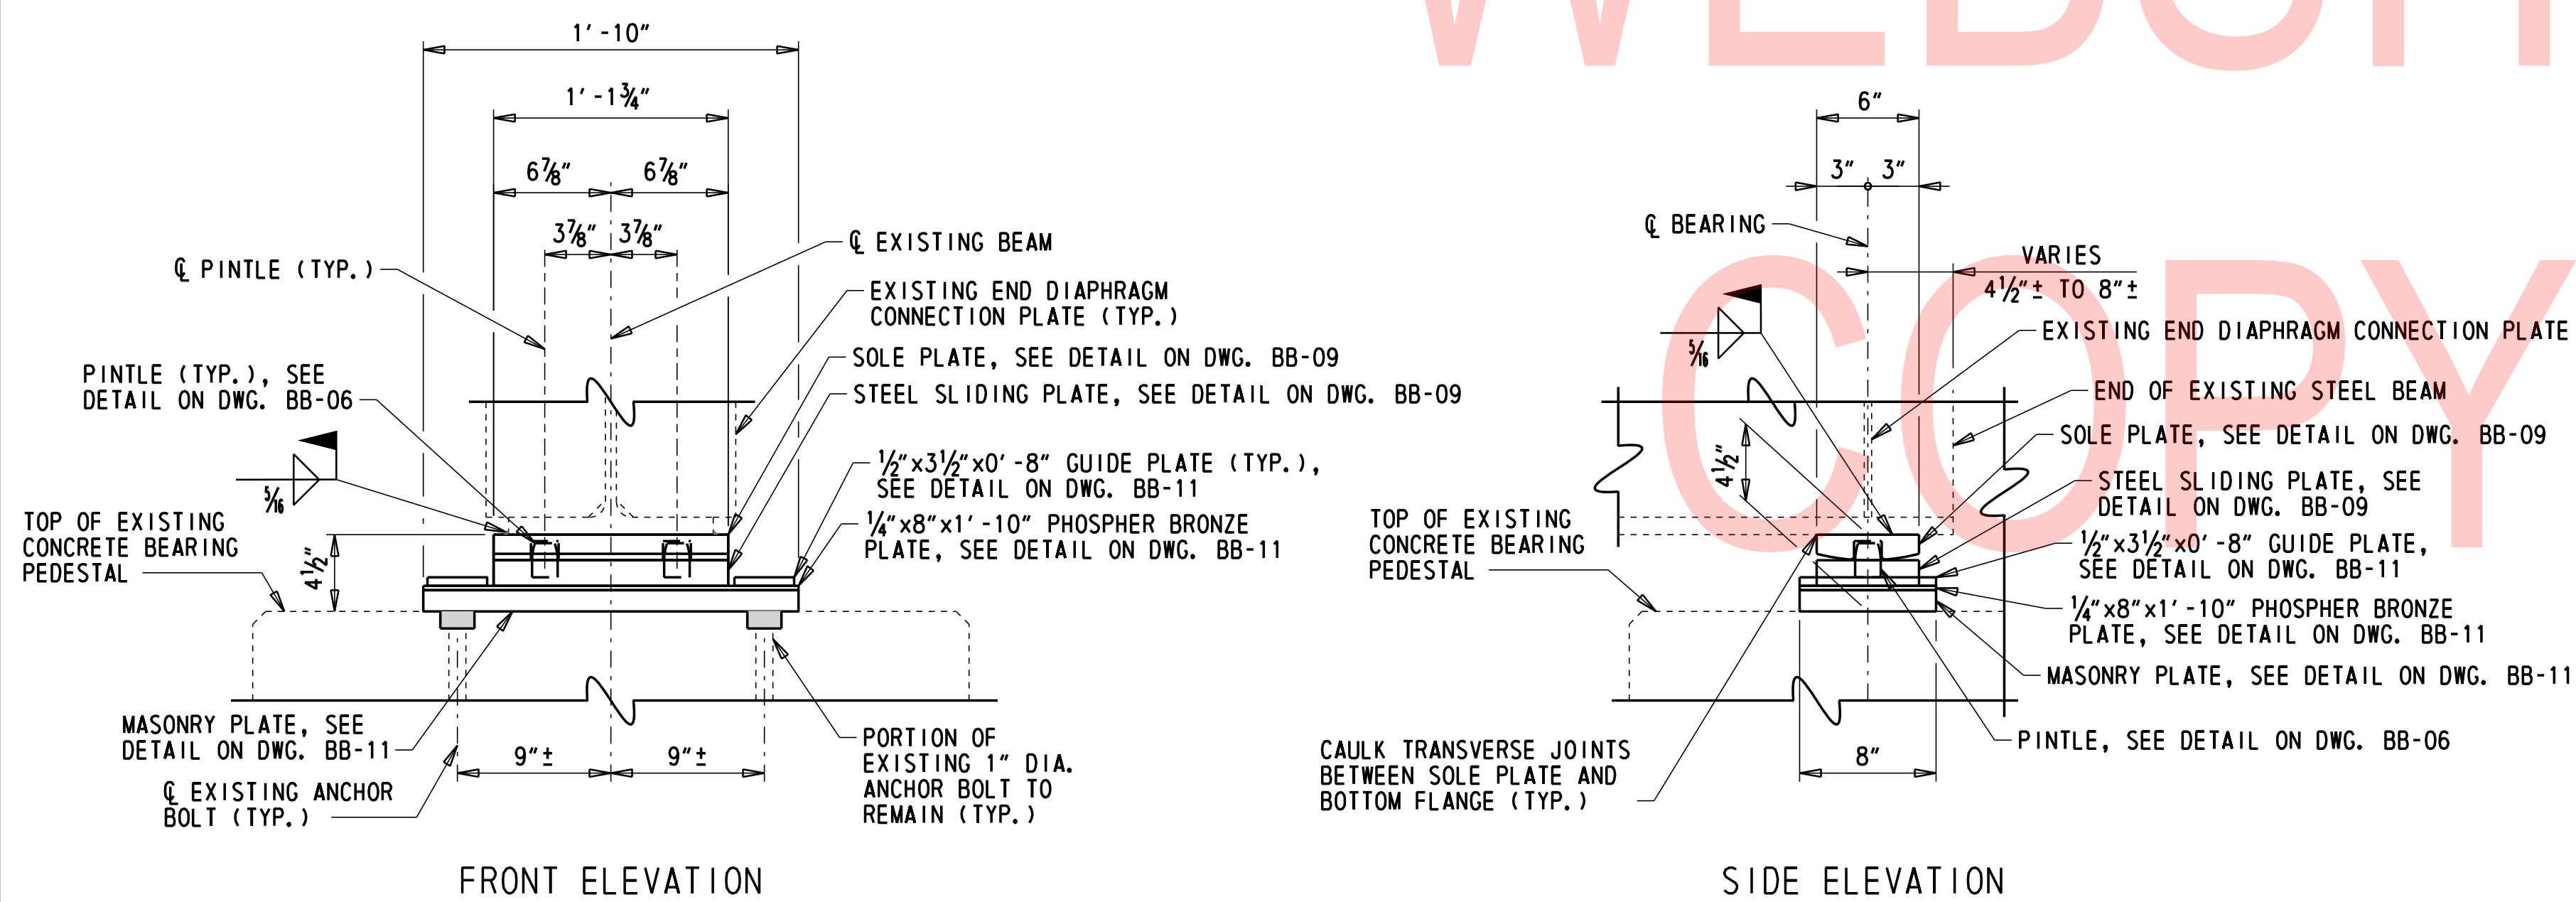 WEBSIT
COPY
1'-10"
1'-1¾"
6⅞"
6⅞"
3⅞"
3⅞"
℄ PINTLE (TYP.)
℄ EXISTING BEAM
EXISTING END DIAPHRAGM
CONNECTION PLATE (TYP.)
SOLE PLATE, SEE DETAIL ON DWG. BB-09
STEEL SLIDING PLATE, SEE DETAIL ON DWG. BB-09
PINTLE (TYP.), SEE
DETAIL ON DWG. BB-06
5/16
½"x3½"x0'-8" GUIDE PLATE (TYP.),
SEE DETAIL ON DWG. BB-11
¼"x8"x1'-10" PHOSPHER BRONZE
PLATE, SEE DETAIL ON DWG. BB-11
TOP OF EXISTING
CONCRETE BEARING
PEDESTAL
4½"
MASONRY PLATE, SEE
DETAIL ON DWG. BB-11
9"±
9"±
℄ EXISTING ANCHOR
BOLT (TYP.)
PORTION OF
EXISTING 1" DIA.
ANCHOR BOLT TO
REMAIN (TYP.)
FRONT ELEVATION
6"
3"
3"
℄ BEARING
VARIES
4½"± TO 8"±
5/16
EXISTING END DIAPHRAGM CONNECTION PLATE
END OF EXISTING STEEL BEAM
SOLE PLATE, SEE DETAIL ON DWG. BB-09
4½"
STEEL SLIDING PLATE, SEE
DETAIL ON DWG. BB-09
TOP OF EXISTING
CONCRETE BEARING
PEDESTAL
½"x3½"x0'-8" GUIDE PLATE,
SEE DETAIL ON DWG. BB-11
¼"x8"x1'-10" PHOSPHER BRONZE
PLATE, SEE DETAIL ON DWG. BB-11
MASONRY PLATE, SEE DETAIL ON DWG. BB-11
PINTLE, SEE DETAIL ON DWG. BB-06
CAULK TRANSVERSE JOINTS
BETWEEN SOLE PLATE AND
BOTTOM FLANGE (TYP.)
8"
SIDE ELEVATION